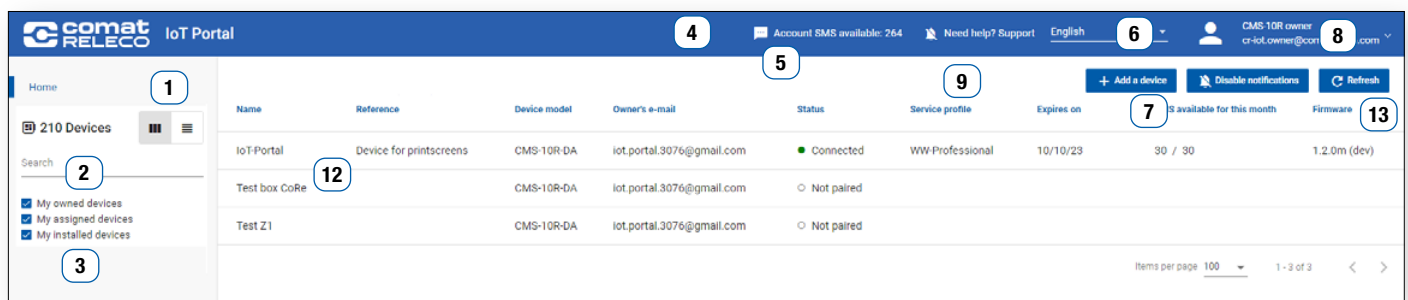 comat RELECO IoT Portal
4
Account SMS available: 264
Need help? Support
English
6
CMS 10R owner
cr-iot.owner@com .com
8
5
Home
1
9
+ Add a device
Disable notifications
Refresh
210 Devices
Name Reference Device model Owner's e-mail Status Service profile Expires on 7 S available for this month Firmware 13
Search
2
My owned devices
My assigned devices
My installed devices
3
IoT-Portal Device for printscreens CMS-10R-DA iot.portal.3076@gmail.com Connected WW-Professional 10/10/23 30 / 30 1.2.0m (dev)
12
Test box CoRe CMS-10R-DA iot.portal.3076@gmail.com Not paired
Test Z1 CMS-10R-DA iot.portal.3076@gmail.com Not paired
Items per page 100 1 - 3 of 3